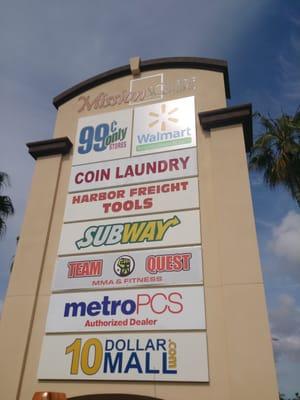 Mission SQUARE
99¢ Only STORES
Walmart
COIN LAUNDRY
HARBOR FREIGHT
TOOLS
SUBWAY
TEAM QUEST
MMA & FITNESS
metroPCS
Authorized Dealer
10 DOLLAR
MALL.com